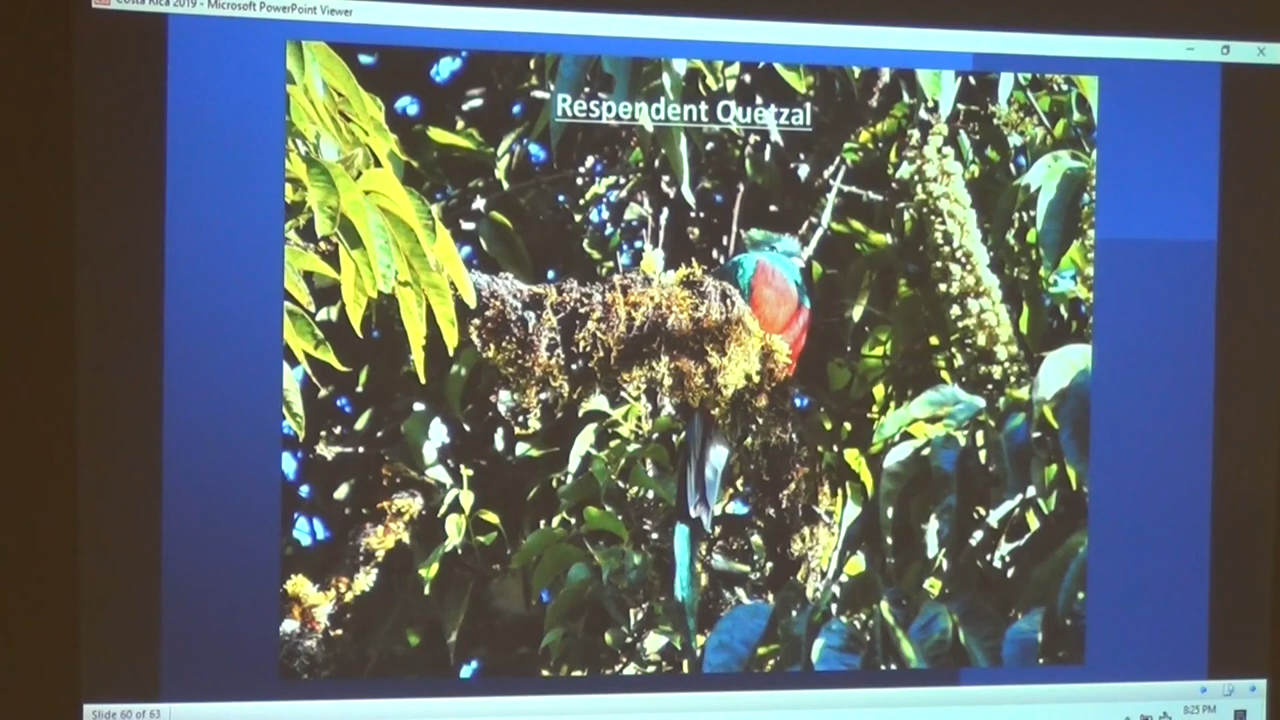 Costa Rica 2019 - Microsoft PowerPoint Viewer
Respendent Quetzal
Slide 60 of 63
8:25 PM